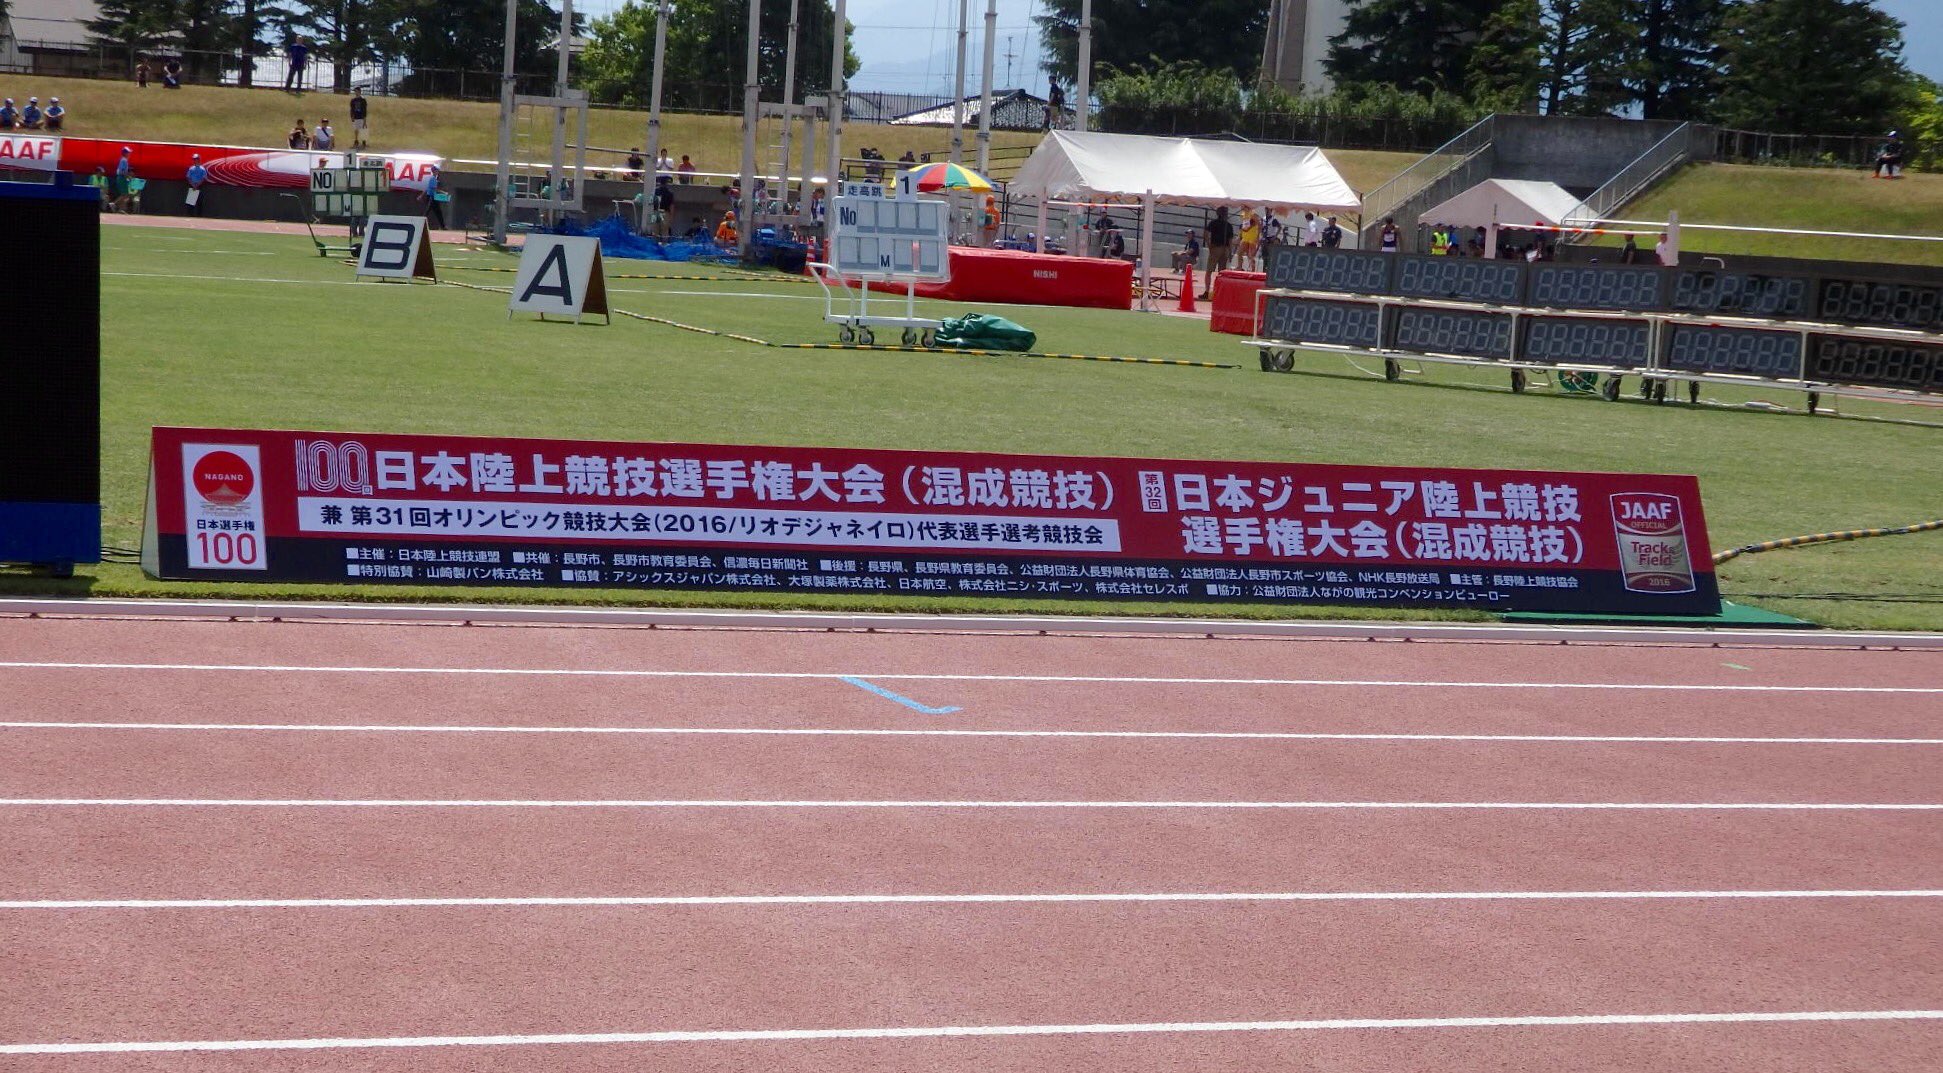 AAF
AAF
NO
1
走高跳
M
B
A
走高跳
1
No
M
NISHI
NAGANO
日本選手権
100
100回 日本陸上競技選手権大会（混成競技）
兼 第31回オリンピック競技大会（2016/リオデジャネイロ）代表選手選考競技会
第32回 日本ジュニア陸上競技
選手権大会（混成競技）
■主催：日本陸上競技連盟 ■共催：長野市、長野市教育委員会、信濃毎日新聞社 ■後援：長野県、長野県教育委員会、公益財団法人長野県体育協会、公益財団法人長野市スポーツ協会、NHK長野放送局 ■主管：長野陸上競技協会
■特別協賛：山崎製パン株式会社 ■協賛：アシックスジャパン株式会社、大塚製薬株式会社、日本航空、株式会社ニシ・スポーツ、株式会社セレスポ ■協力：公益財団法人ながの観光コンベンションビューロー
JAAF
OFFICIAL
Track&
Field
2016